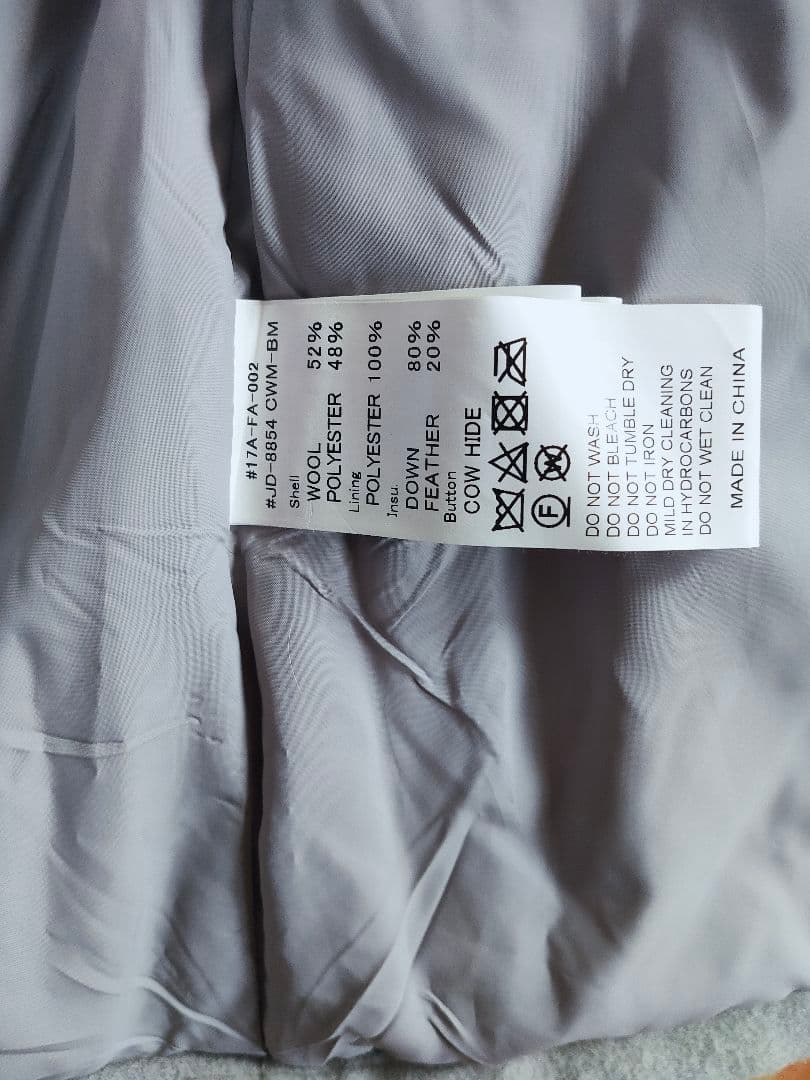 #17A-FA-002
#JD-8854 CWM-BM
Shell
WOOL 52%
POLYESTER 48%
Lining
POLYESTER 100%
Insu.
DOWN 80%
FEATHER 20%
Button
COW HIDE
F W
DO NOT WASH
DO NOT BLEACH
DO NOT TUMBLE DRY
DO NOT IRON
MILD DRY CLEANING
IN HYDROCARBONS
DO NOT WET CLEAN
MADE IN CHINA